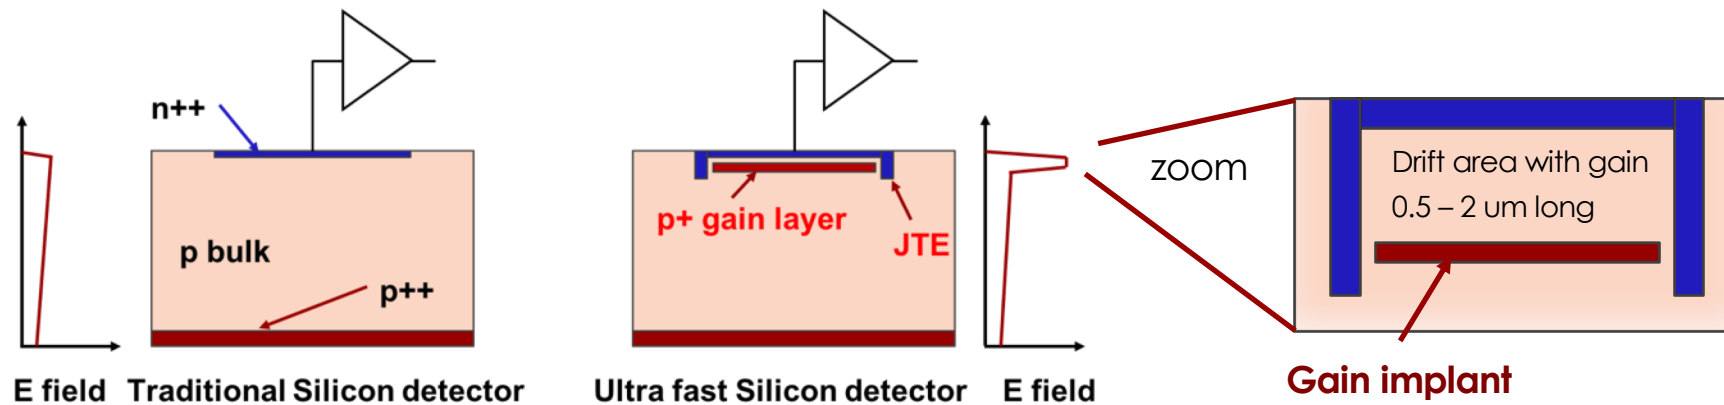 n++
p bulk
p++
E field
Traditional Silicon detector
p+ gain layer
JTE
Ultra fast Silicon detector
E field
zoom
Drift area with gain
0.5 – 2 um long
Gain implant